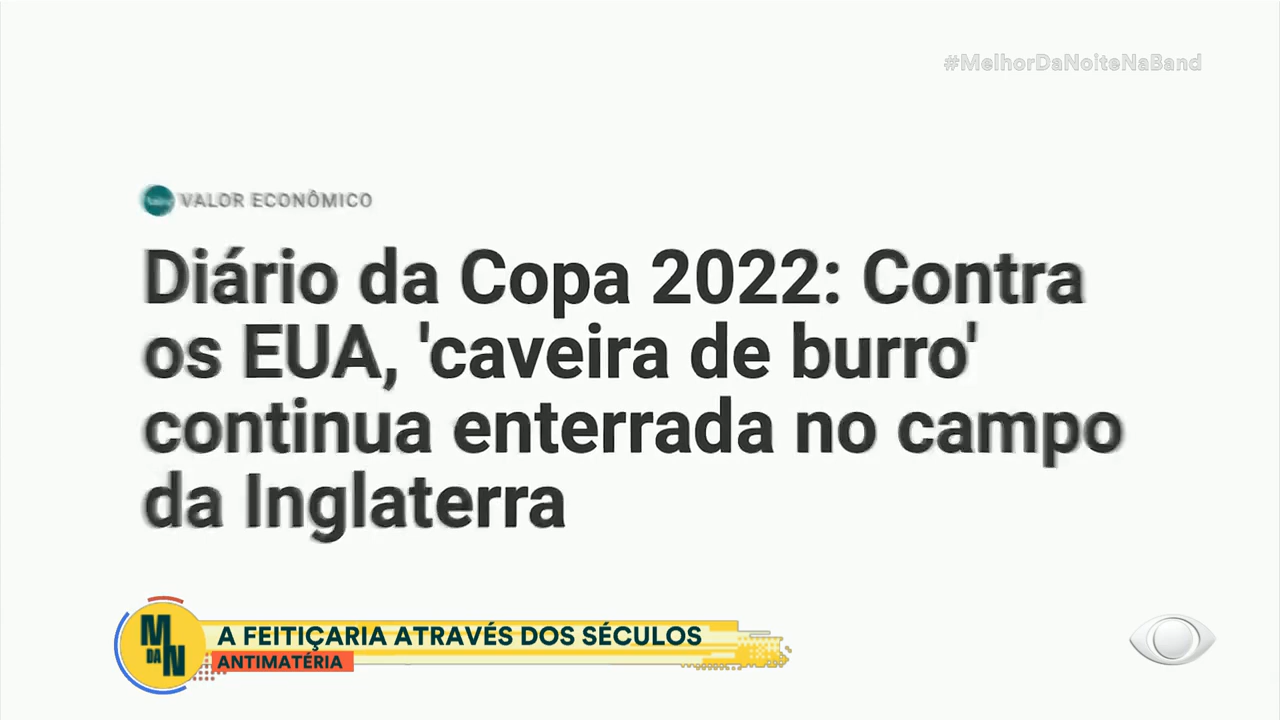 #MelhorDaNoiteNaBand
VALOR ECONÔMICO
Diário da Copa 2022: Contra
os EUA, 'caveira de burro'
continua enterrada no campo
da Inglaterra
M
DA
N
A FEITIÇARIA ATRAVÉS DOS SÉCULOS
ANTIMATÉRIA